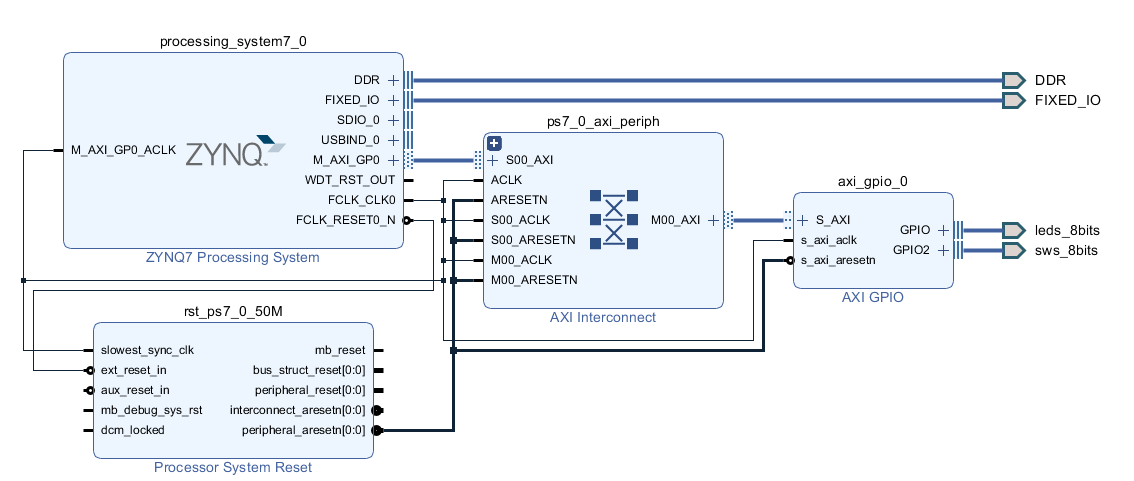 processing_system7_0
DDR
FIXED_IO
SDIO_0
USBIND_0
M_AXI_GP0_ACLK
ZYNQ
M_AXI_GP0
WDT_RST_OUT
FCLK_CLK0
FCLK_RESET0_N
ZYNQ7 Processing System
DDR
FIXED_IO
ps7_0_axi_periph
S00_AXI
ACLK
ARESETN
S00_ACLK
M00_AXI
S00_ARESETN
M00_ACLK
M00_ARESETN
AXI Interconnect
axi_gpio_0
S_AXI
GPIO
s_axi_aclk
GPIO2
s_axi_aresetn
AXI GPIO
leds_8bits
sws_8bits
rst_ps7_0_50M
slowest_sync_clk
mb_reset
ext_reset_in
bus_struct_reset[0:0]
aux_reset_in
peripheral_reset[0:0]
mb_debug_sys_rst
interconnect_aresetn[0:0]
dcm_locked
peripheral_aresetn[0:0]
Processor System Reset